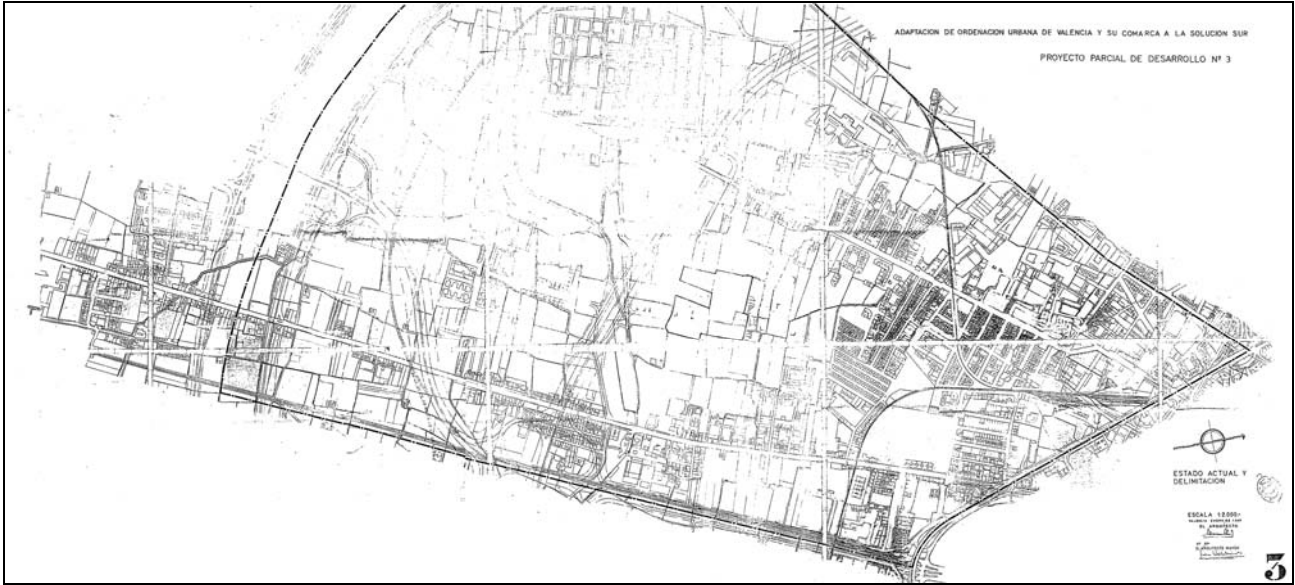 ADAPTACION DE ORDENACION URBANA DE VALENCIA Y SU COMARCA A LA SOLUCION SUR
PROYECTO PARCIAL DE DESARROLLO Nº 3
ESTADO ACTUAL Y
DELIMITACION
ESCALA 1:2.000
EL ARQUITECTO
3